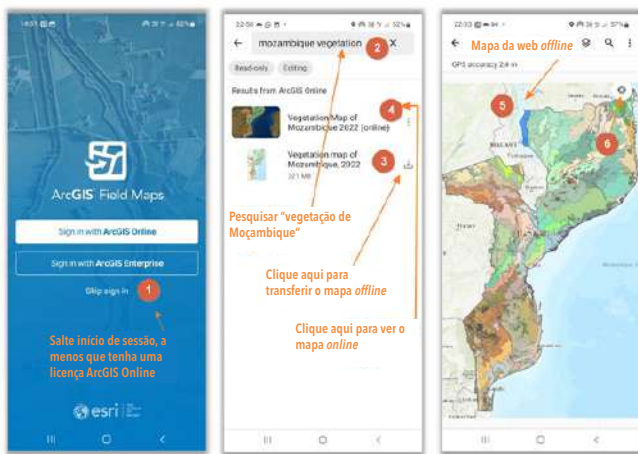 ArcGIS Field Maps
Sign in with ArcGIS Online
Sign in with ArcGIS Enterprise
Skip sign in
1
Salte início de sessão, a
menos que tenha uma
licença ArcGIS Online
esri
mozambique vegetation
2
X
Read-only
Editing
Results from ArcGIS Online
4
Vegetation Map of
Mozambique 2022 (online)
Vegetation map of
Mozambique, 2022
3
321 MB
Pesquisar "vegetação de
Moçambique"
Clique aqui para
transferir o mapa offline
Clique aqui para ver o
mapa online
22:03
57%
Mapa da web offline
GPS accuracy 2,4 m
5
6
MALAWI
Harare